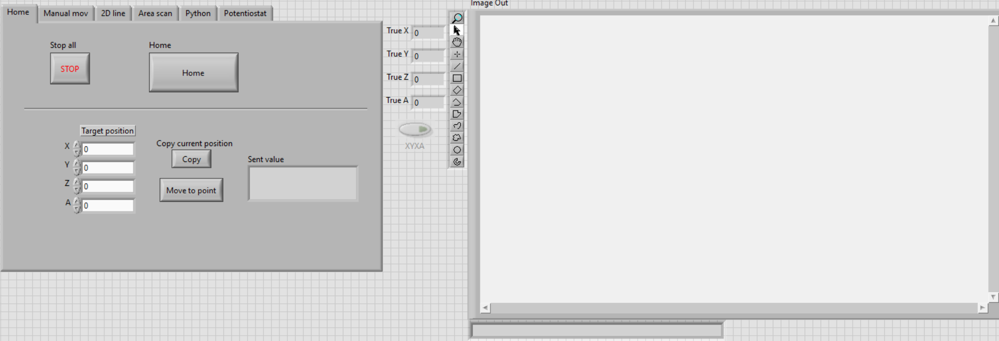 Home
Manual mov
2D line
Area scan
Python
Potentiostat
Stop all
STOP
Home
Home
Target position
X
0
Y
0
Z
0
A
0
Copy current position
Copy
Move to point
Sent value
True X
0
True Y
0
True Z
0
True A
0
XYXA
Image Out